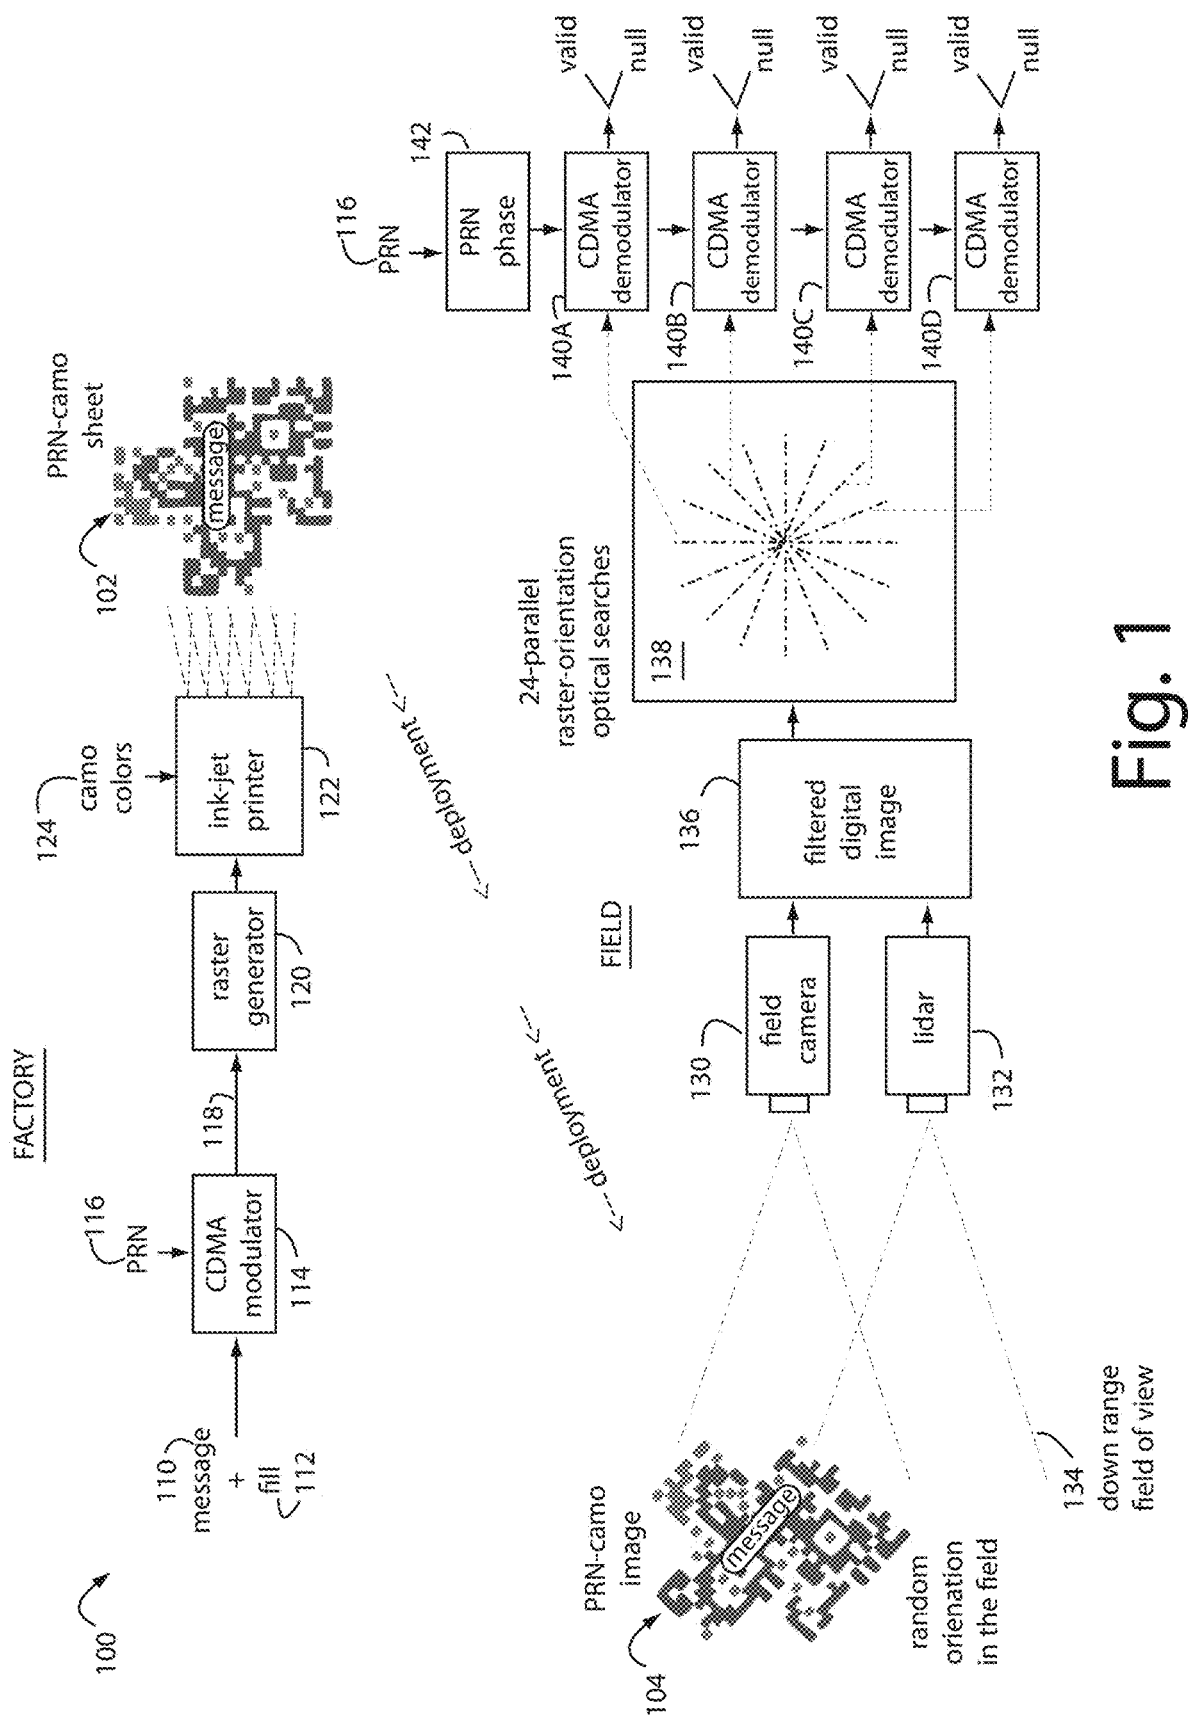 100
FACTORY
110
message
+
fill
112
116
PRN
CDMA
modulator
114
118
raster
generator
120
124
camo
colors
ink-jet
printer
122
102
PRN-camo
sheet
message
deployment
deployment
FIELD
104
PRN-camo
image
message
random
orienation
in the field
134
down range
field of view
130
field
camera
lidar
132
136
filtered
digital
image
24-parallel
raster-orientation
optical searches
138
116
PRN
142
PRN
phase
140A
CDMA
demodulator
valid
null
140B
CDMA
demodulator
valid
null
140C
CDMA
demodulator
valid
null
140D
CDMA
demodulator
valid
null
Fig. 1